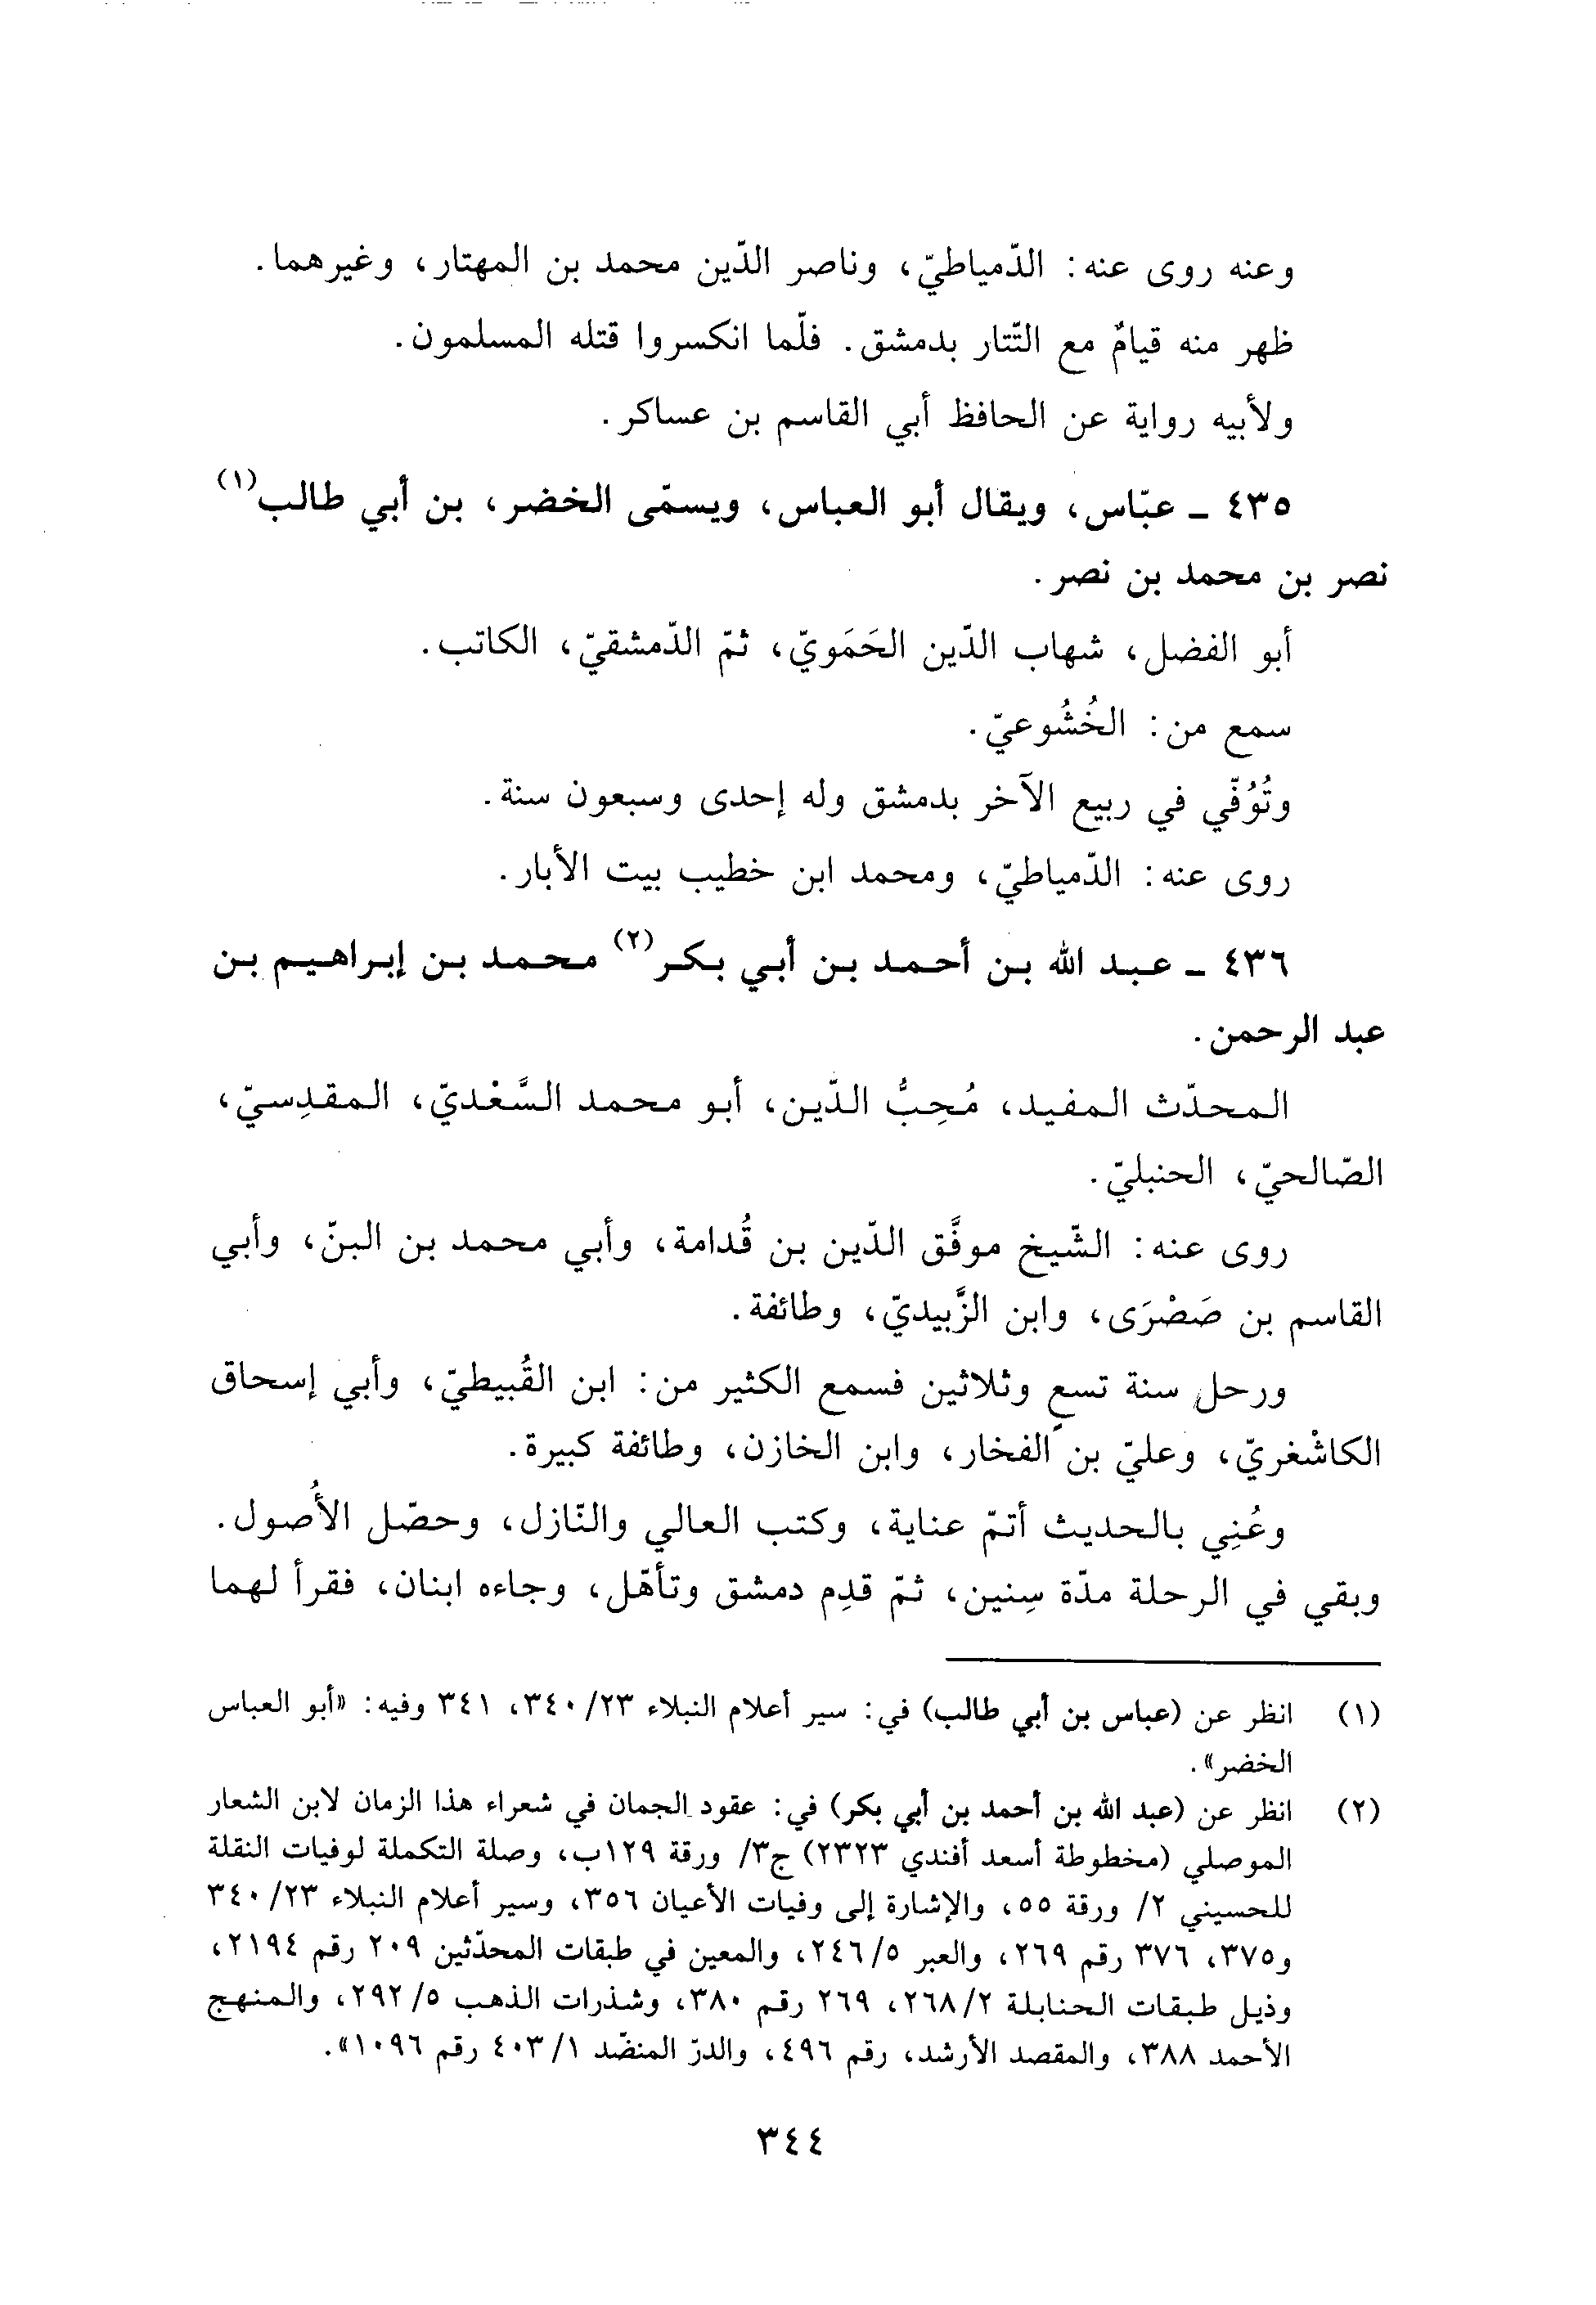 وعنه روى عنه: الدّمياطيّ، وناصر الدّين محمد بن المهتار، وغيرهما.
ظهر منه قيامٌ مع التّتار بدمشق. فلّما انكسروا قتله المسلمون.
ولأبيه رواية عن الحافظ أبي القاسم بن عساكر.
٤٣٥ ـ عبّاس، ويقال أبو العباس، ويسمّى الخضر، بن أبي طالب(١)
نصر بن محمد بن نصر.
أبو الفضل، شهاب الدّين الحَمَويّ، ثمّ الدّمشقيّ، الكاتب.
سمع من: الخُشُوعيّ.
وتُوُفّي في ربيع الآخر بدمشق وله إحدى وسبعون سنة.
روى عنه: الدّمياطيّ، ومحمد ابن خطيب بيت الأبار.
٤٣٦ ـ عبد الله بن أحمد بن أبي بكر(٢) محمد بن إبراهيم بن
عبد الرحمن.
المحدّث المفيد، مُحِبُّ الدّين، أبو محمد السَّعْديّ، المقدِسيّ،
الصّالحيّ، الحنبليّ.
روى عنه: الشّيخ موفَّق الدّين بن قُدامة، وأبي محمد بن البنّ، وأبي
القاسم بن صَصْرَى، وابن الزَّبيديّ، وطائفة.
ورحل سنة تسعٍ وثلاثين فسمع الكثير من: ابن القُبيطيّ، وأبي إسحاق
الكاشْغريّ، وعليّ بن الفخار، وابن الخازن، وطائفة كبيرة.
وعُنِي بالحديث أتمّ عناية، وكتب العالي والنّازل، وحصّل الأُصول.
وبقي في الرحلة مدّة سِنين، ثمّ قدِم دمشق وتأهّل، وجاءه ابنان، فقرأ لهما
(١) انظر عن (عباس بن أبي طالب) في: سير أعلام النبلاء ٢٣/ ٣٤٠، ٣٤١ وفيه: «أبو العباس
الخضر».
(٢) انظر عن (عبد الله بن أحمد بن أبي بكر) في: عقود الجمان في شعراء هذا الزمان لابن الشعار
الموصلي (مخطوطة أسعد أفندي ٢٣٢٣) ج٣/ ورقة ١٢٩ب، وصلة التكملة لوفيات النقلة
للحسيني ٢/ ورقة ٥٥، والإشارة إلى وفيات الأعيان ٣٥٦، وسير أعلام النبلاء ٢٣/ ٣٤٠
و٣٧٥، ٣٧٦ رقم ٢٦٩، والعبر ٥/ ٢٤٦، والمعين في طبقات المحدّثين ٢٠٩ رقم ٢١٩٤،
وذيل طبقات الحنابلة ٢/ ٢٦٨، ٢٦٩ رقم ٣٨٠، وشذرات الذهب ٥/ ٢٩٢، والمنهج
الأحمد ٣٨٨، والمقصد الأرشد، رقم ٤٩٦، والدرّ المنضّد ١/ ٤٠٣ رقم ١٠٩٦».
٣٤٤